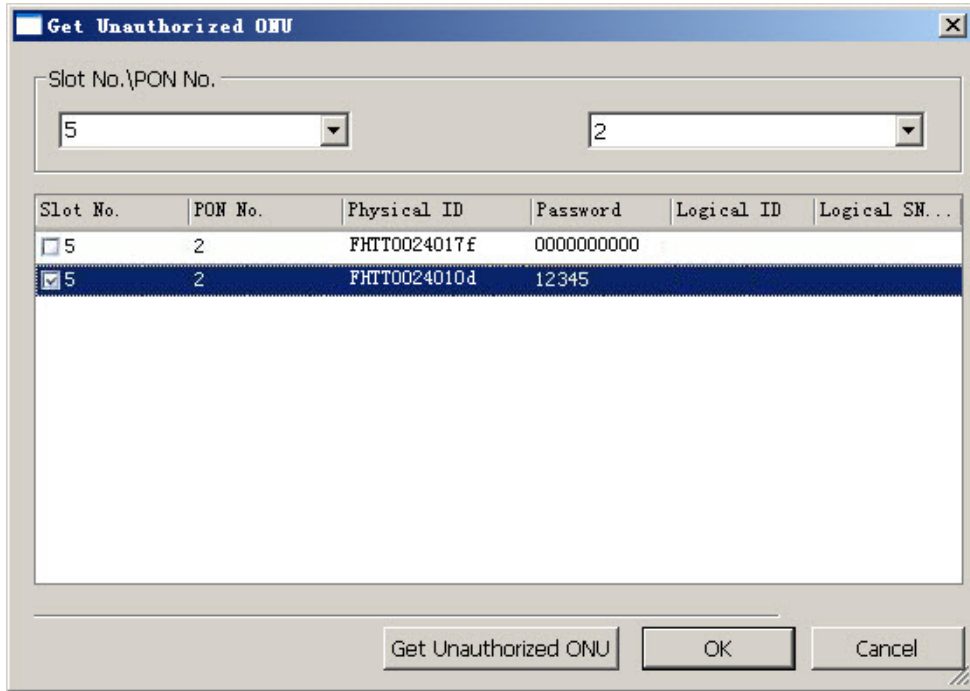 Get Unauthorized ONU
Slot No.\PON No.
5 2
Slot No. PON No. Physical ID Password Logical ID Logical SN...
5 2 FHTT0024017f 0000000000
5 2 FHTT0024010d 12345
Get Unauthorized ONU OK Cancel